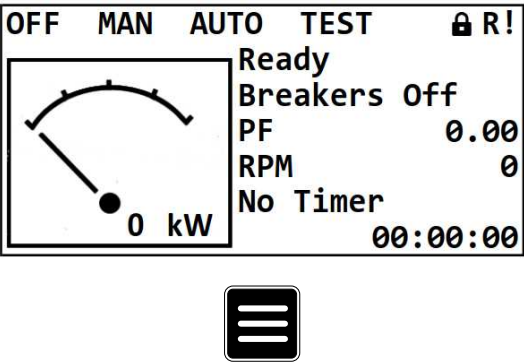 OFF MAN AUTO TEST R!
Ready
Breakers Off
PF 0.00
RPM 0
No Timer
00:00:00
0 kW